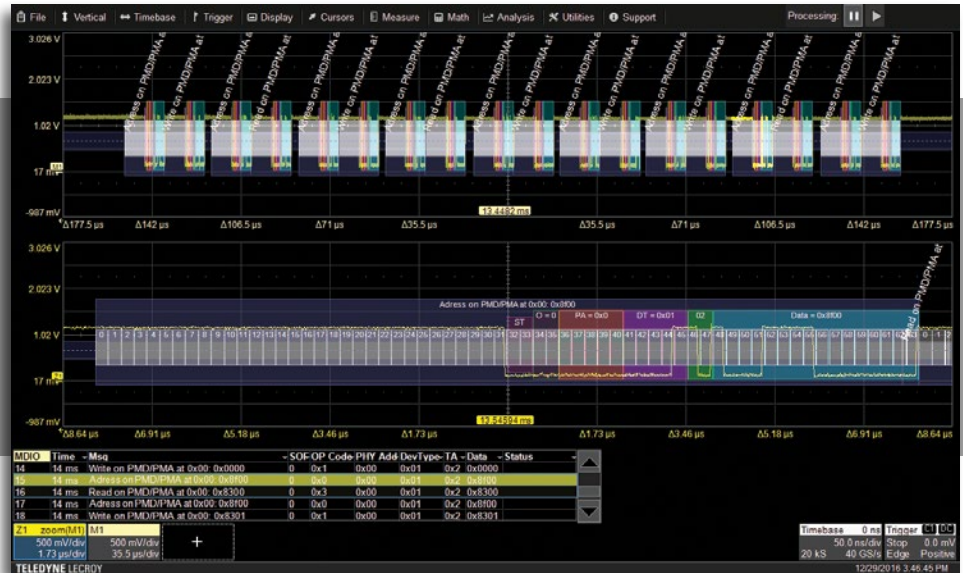 File Vertical Timebase Trigger Display Cursors Measure Math Analysis Utilities Support Processing:
3.026 V
2.023 V
1.02 V
17 mV
-987 mV
13.4492 ms
Δ177.5 µs Δ142 µs Δ106.5 µs Δ71 µs Δ35.5 µs Δ35.5 µs Δ71 µs Δ106.5 µs Δ142 µs Δ177.5 µs
3.026 V
2.023 V
1.02 V
17 mV
-987 mV
Adress on PMD/PMA at 0x00: 0x8f00
ST O = 0 PA = 0x0 DT = 0x01 02 Data = 0x8f00
Read on PMD/PMA at
13.54594 ms
Δ8.64 µs Δ6.91 µs Δ5.18 µs Δ3.46 µs Δ1.73 µs Δ1.73 µs Δ3.46 µs Δ5.18 µs Δ6.91 µs Δ8.64 µs
MDIO Time Msg SOF OP Code PHY Add DevType TA Data Status
14 14 ms Write on PMD/PMA at 0x00: 0x0000 0 0x1 0x00 0x01 0x2 0x0000
15 14 ms Adress on PMD/PMA at 0x00: 0x8f00 0 0x0 0x00 0x01 0x2 0x8f00
16 14 ms Read on PMD/PMA at 0x00: 0x8300 0 0x3 0x00 0x01 0x2 0x8300
17 14 ms Adress on PMD/PMA at 0x00: 0x8f00 0 0x0 0x00 0x01 0x2 0x8f00
18 14 ms Write on PMD/PMA at 0x00: 0x8301 0 0x1 0x00 0x01 0x2 0x8301
Z1 zoom(M1) M1
500 mV/div 500 mV/div
1.73 µs/div 35.5 µs/div
+
Timebase 0 ns Trigger C1 DC
50.0 ns/div Stop 0.0 mV
20 kS 40 GS/s Edge Positive
TELEDYNE LECROY 12/29/2016 3:46:45 PM